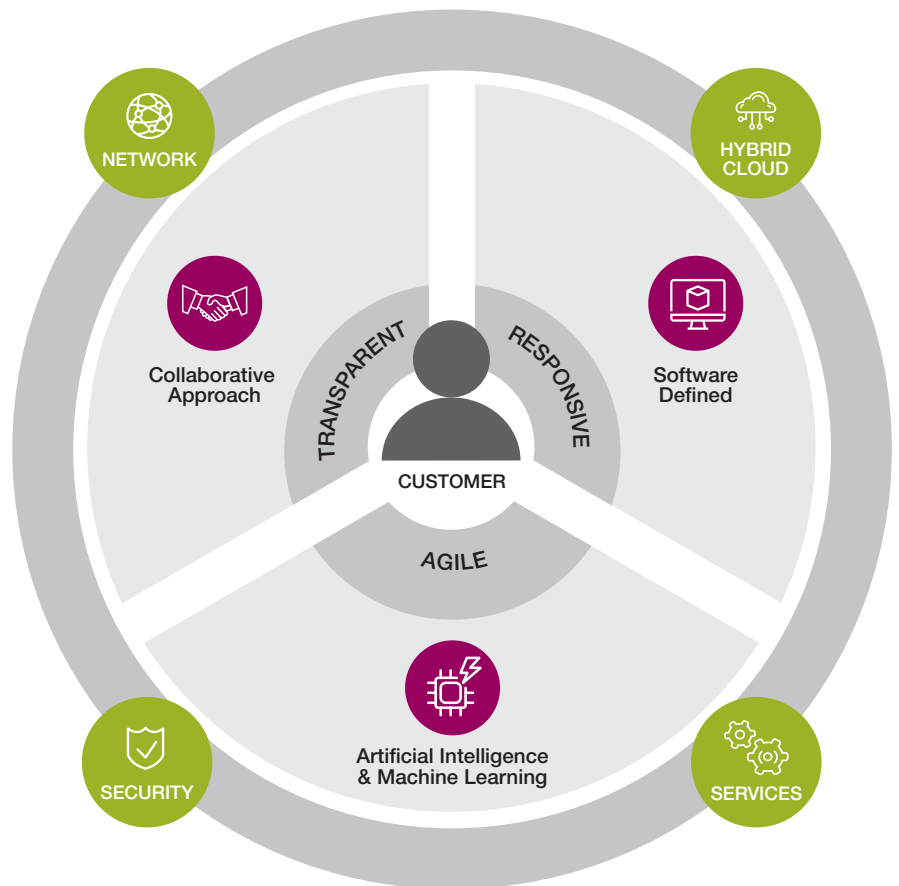 NETWORK
HYBRID
CLOUD
TRANSPARENT
RESPONSIVE
Collaborative
Approach
Software
Defined
CUSTOMER
AGILE
Artificial Intelligence
& Machine Learning
SECURITY
SERVICES